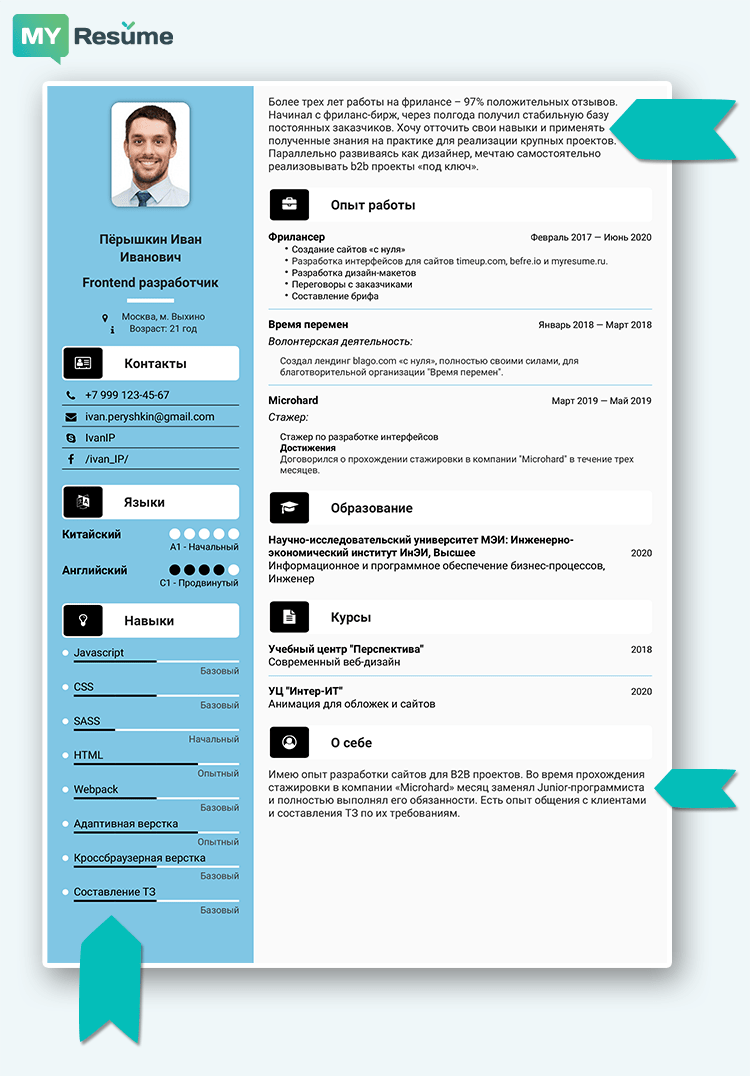 MY Resume
Пёрышкин Иван
Иванович
Frontend разработчик
Москва, м. Выхино
Возраст: 21 год
Контакты
+7 999 123-45-67
ivan.peryshkin@gmail.com
IvanIP
/ivan_IP/
Языки
Китайский
A1 - Начальный
Английский
C1 - Продвинутый
Навыки
Javascript
Базовый
CSS
Базовый
SASS
Начальный
HTML
Опытный
Webpack
Базовый
Адаптивная верстка
Опытный
Кроссбраузерная верстка
Базовый
Составление ТЗ
Базовый
Более трех лет работы на фрилансе – 97% положительных отзывов.
Начинал с фриланс-бирж, через полгода получил стабильную базу
постоянных заказчиков. Хочу отточить свои навыки и применять
полученные знания на практике для реализации крупных проектов.
Параллельно развиваясь как дизайнер, мечтаю самостоятельно
реализовывать b2b проекты «под ключ».
Опыт работы
Фрилансер Февраль 2017 — Июнь 2020
• Создание сайтов «с нуля»
• Разработка интерфейсов для сайтов timeup.com, befre.io и myresume.ru.
• Разработка дизайн-макетов
• Переговоры с заказчиками
• Составление брифа
Время перемен Январь 2018 — Март 2018
Волонтерская деятельность:
Создал лендинг blago.com «с нуля», полностью своими силами, для
благотворительной организации "Время перемен".
Microhard Март 2019 — Май 2019
Стажер:
Стажер по разработке интерфейсов
Достижения
Договорился о прохождении стажировки в компании "Microhard" в течение трех
месяцев.
Образование
Научно-исследовательский университет МЭИ: Инженерно-
экономический институт ИнЭИ, Высшее 2020
Информационное и программное обеспечение бизнес-процессов,
Инженер
Курсы
Учебный центр "Перспектива" 2018
Современный веб-дизайн
УЦ "Интер-ИТ" 2020
Анимация для обложек и сайтов
О себе
Имею опыт разработки сайтов для B2B проектов. Во время прохождения
стажировки в компании «Microhard» месяц заменял Junior-программиста
и полностью выполнял его обязанности. Есть опыт общения с клиентами
и составления ТЗ по их требованиям.